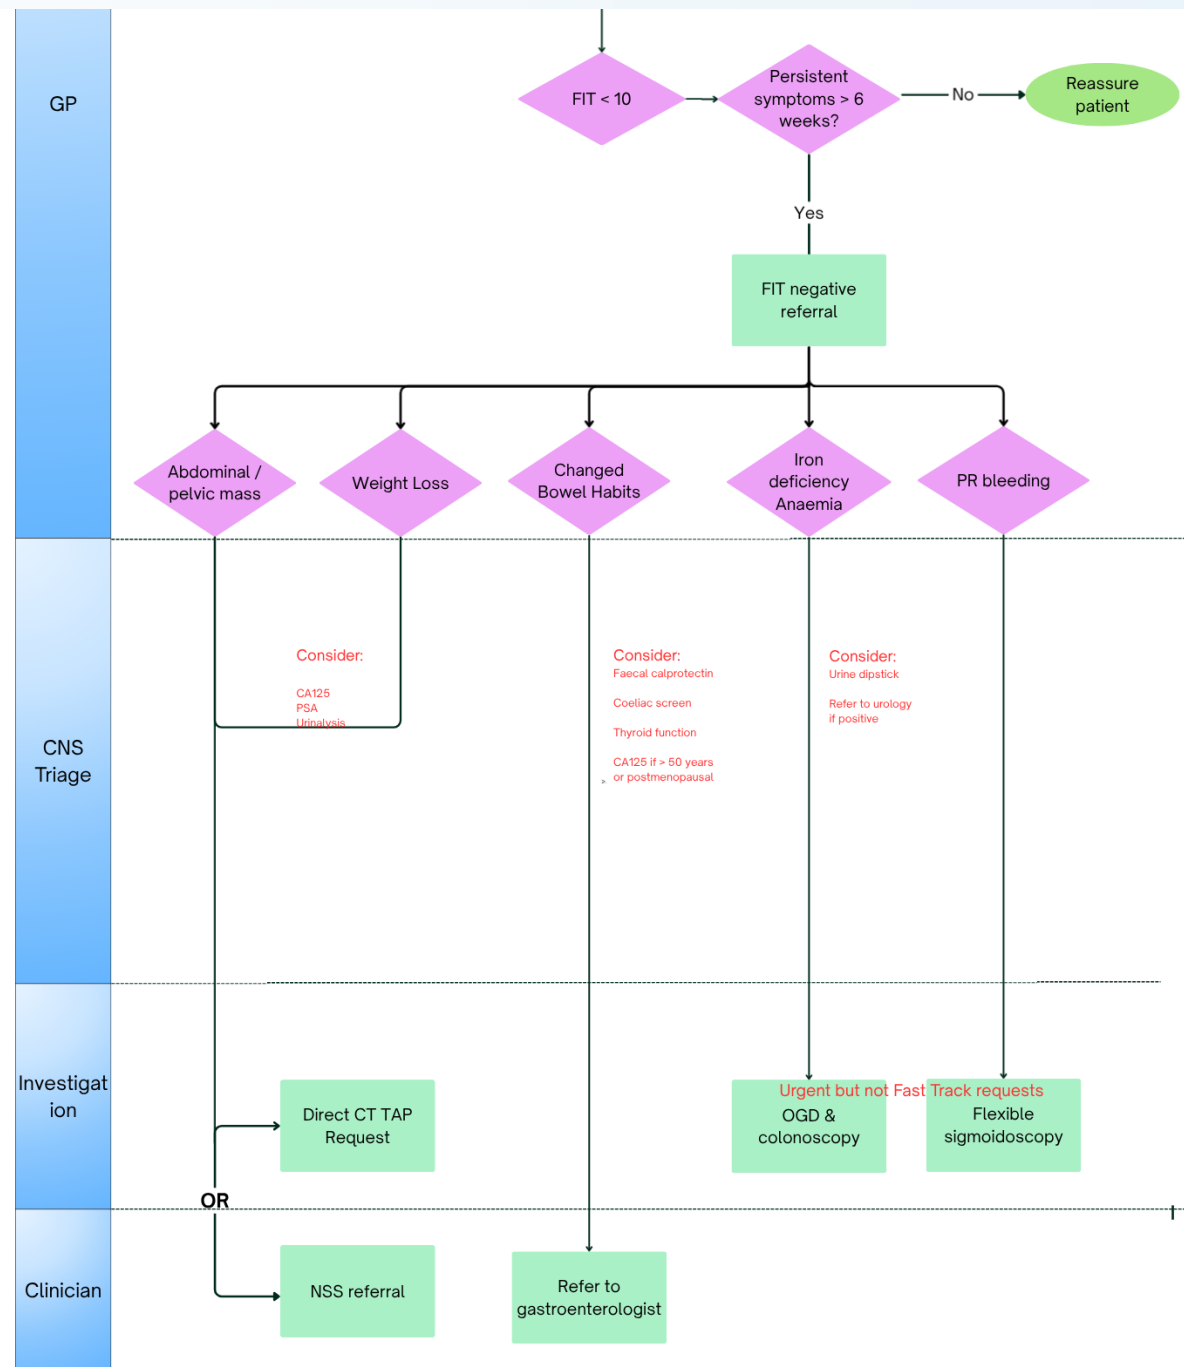 GP
FIT < 10
Persistent
symptoms > 6
weeks?
No
Reassure
patient
Yes
FIT negative
referral
Abdominal /
pelvic mass
Weight Loss
Changed
Bowel Habits
Iron
deficiency
Anaemia
PR bleeding
CNS
Triage
Consider:
CA125
PSA
Urinalysis
Consider:
Faecal calprotectin
Coeliac screen
Thyroid function
CA125 if > 50 years
or postmenopausal
>
Consider:
Urine dipstick
Refer to urology
if positive
Investigat
ion
Direct CT TAP
Request
Urgent but not Fast Track requests
OGD &
colonoscopy
Flexible
sigmoidoscopy
OR
Clinician
NSS referral
Refer to
gastroenterologist